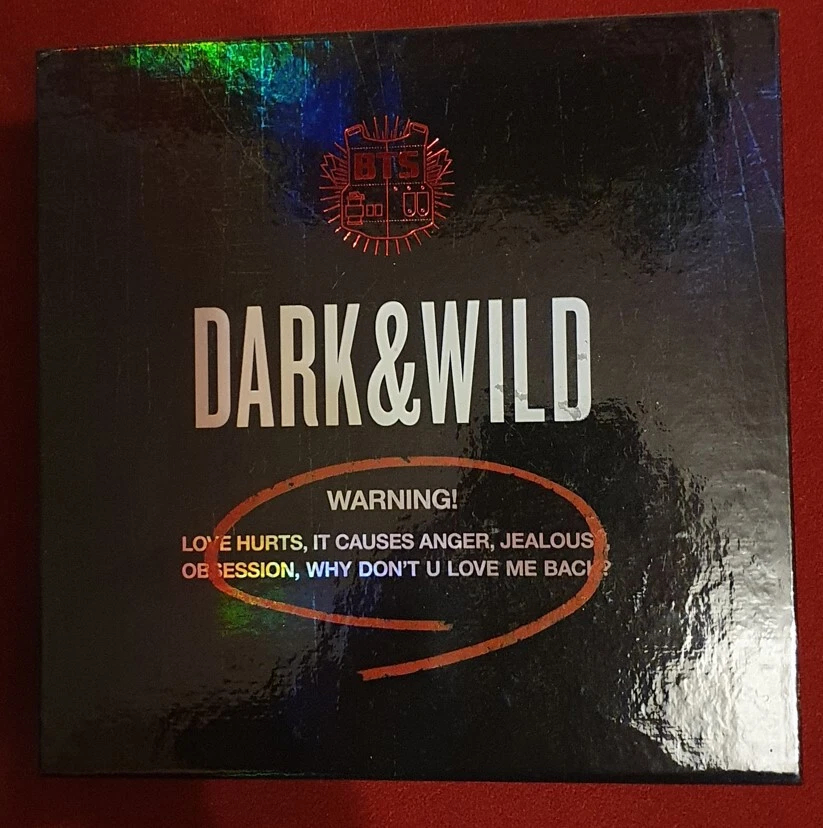 BTS
DARK&WILD
WARNING!
LOVE HURTS, IT CAUSES ANGER, JEALOUS
OBSESSION, WHY DON'T U LOVE ME BACK?